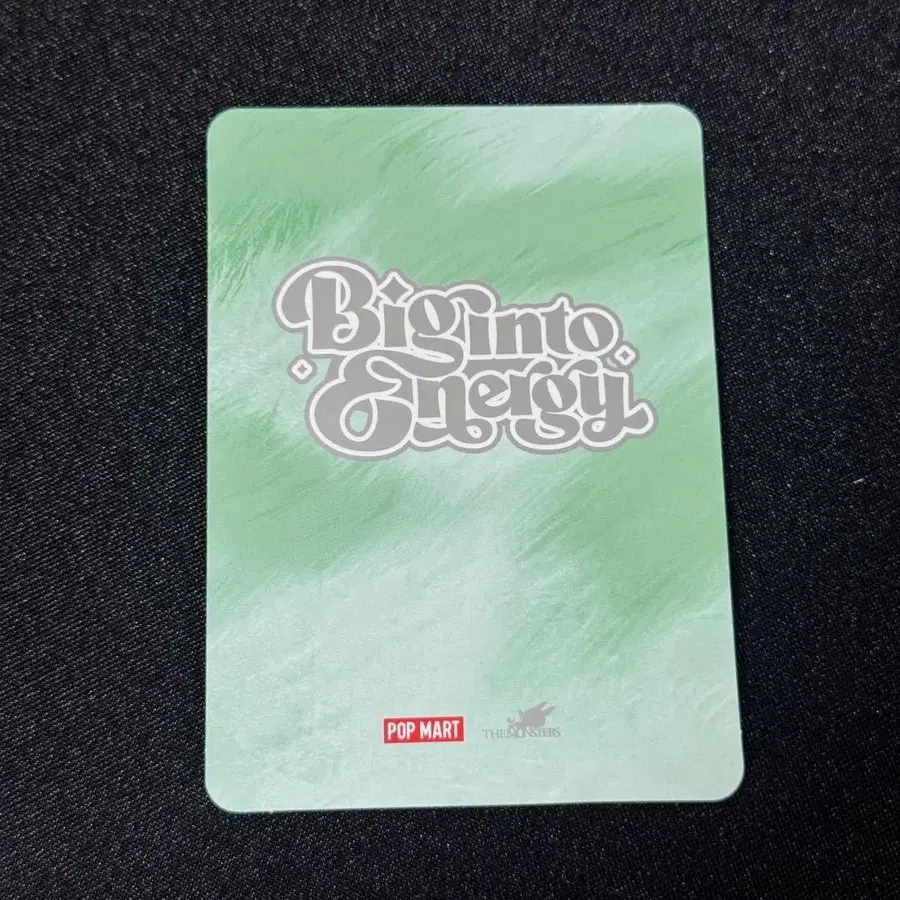 Big into
Energy
POP MART THE MONSTERS